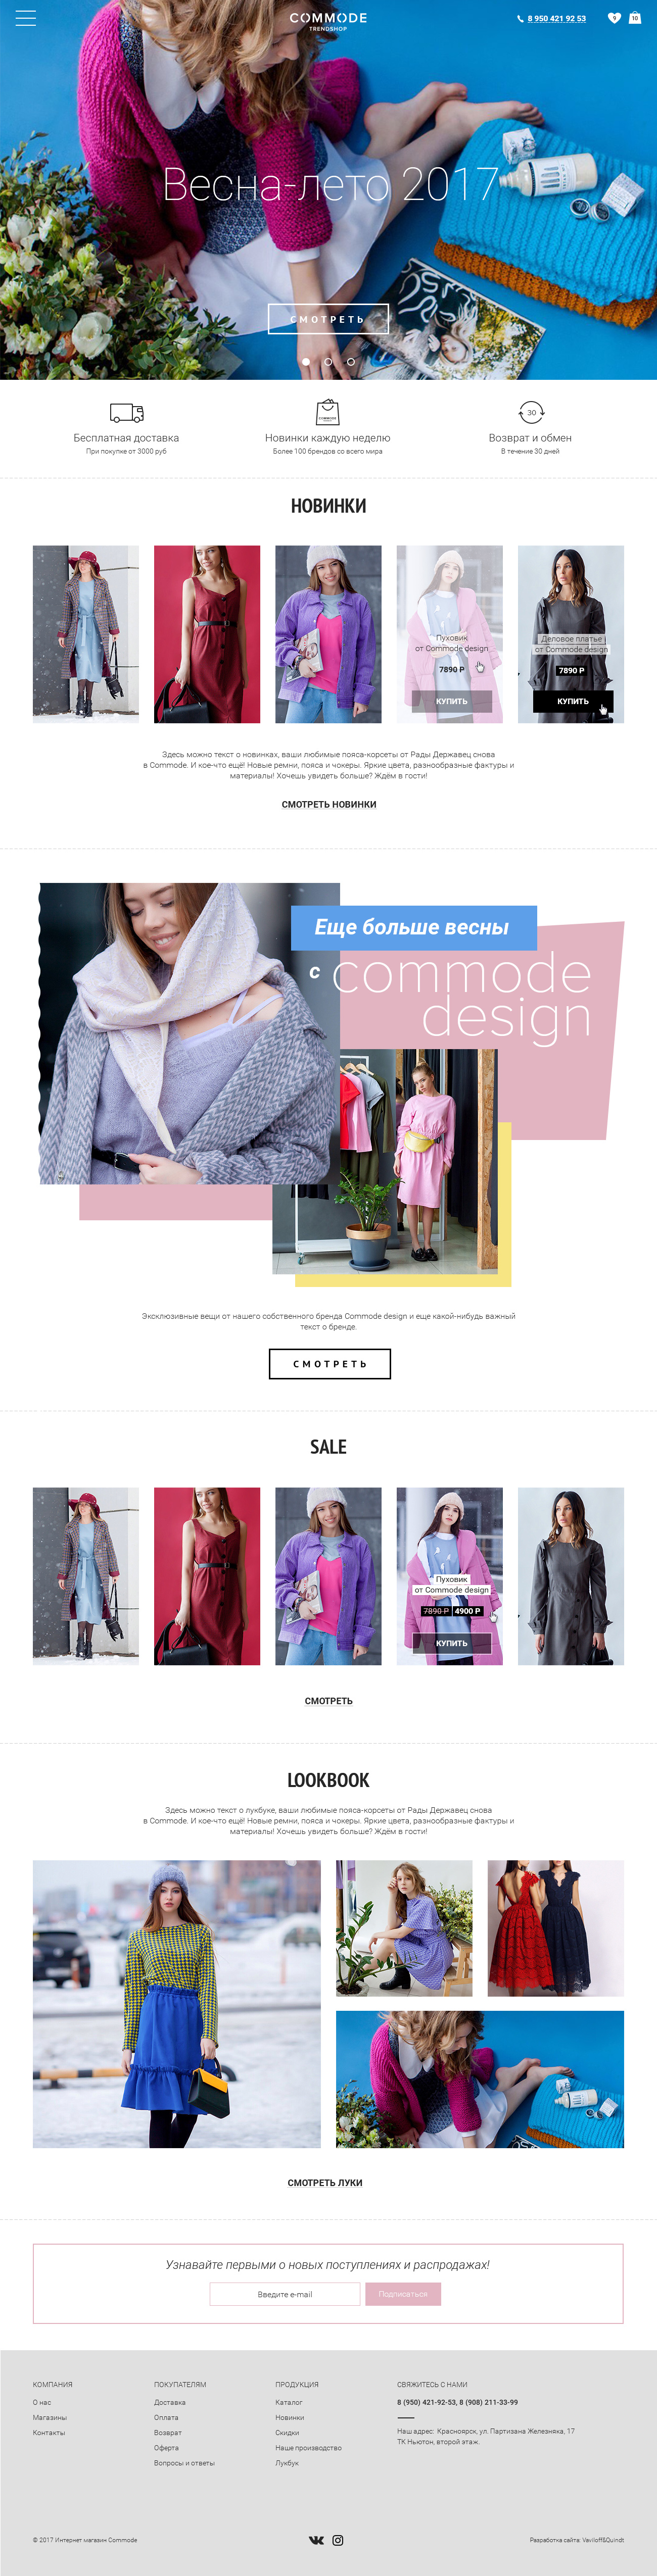 COMMODE
TRENDSHOP
8 950 421 92 53
9
10
Весна-лето 2017
СМОТРЕТЬ
Бесплатная доставка
При покупке от 3000 руб
COMMODE
Новинки каждую неделю
Более 100 брендов со всего мира
30
Возврат и обмен
В течение 30 дней
НОВИНКИ
Пуховик
от Commode design
7890 Р
КУПИТЬ
Деловое платье
от Commode design
7890 Р
КУПИТЬ
Здесь можно текст о новинках, ваши любимые пояса-корсеты от Рады Державец снова
в Commode. И кое-что ещё! Новые ремни, пояса и чокеры. Яркие цвета, разнообразные фактуры и
материалы! Хочешь увидеть больше? Ждём в гости!
СМОТРЕТЬ НОВИНКИ
Еще больше весны
с commode
design
Эксклюзивные вещи от нашего собственного бренда Commode design и еще какой-нибудь важный
текст о бренде.
СМОТРЕТЬ
SALE
Пуховик
от Commode design
7890 Р 4900 Р
КУПИТЬ
СМОТРЕТЬ
LOOKBOOK
Здесь можно текст о лукбуке, ваши любимые пояса-корсеты от Рады Державец снова
в Commode. И кое-что ещё! Новые ремни, пояса и чокеры. Яркие цвета, разнообразные фактуры и
материалы! Хочешь увидеть больше? Ждём в гости!
СМОТРЕТЬ ЛУКИ
Узнавайте первыми о новых поступлениях и распродажах!
Введите e-mail
Подписаться
КОМПАНИЯ
О нас
Магазины
Контакты
ПОКУПАТЕЛЯМ
Доставка
Оплата
Возврат
Оферта
Вопросы и ответы
ПРОДУКЦИЯ
Каталог
Новинки
Скидки
Наше производство
Лукбук
СВЯЖИТЕСЬ С НАМИ
8 (950) 421-92-53, 8 (908) 211-33-99
Наш адрес: Красноярск, ул. Партизана Железняка, 17
ТК Ньютон, второй этаж.
© 2017 Интернет магазин Commode
Разработка сайта: Vaviloff&Quindt